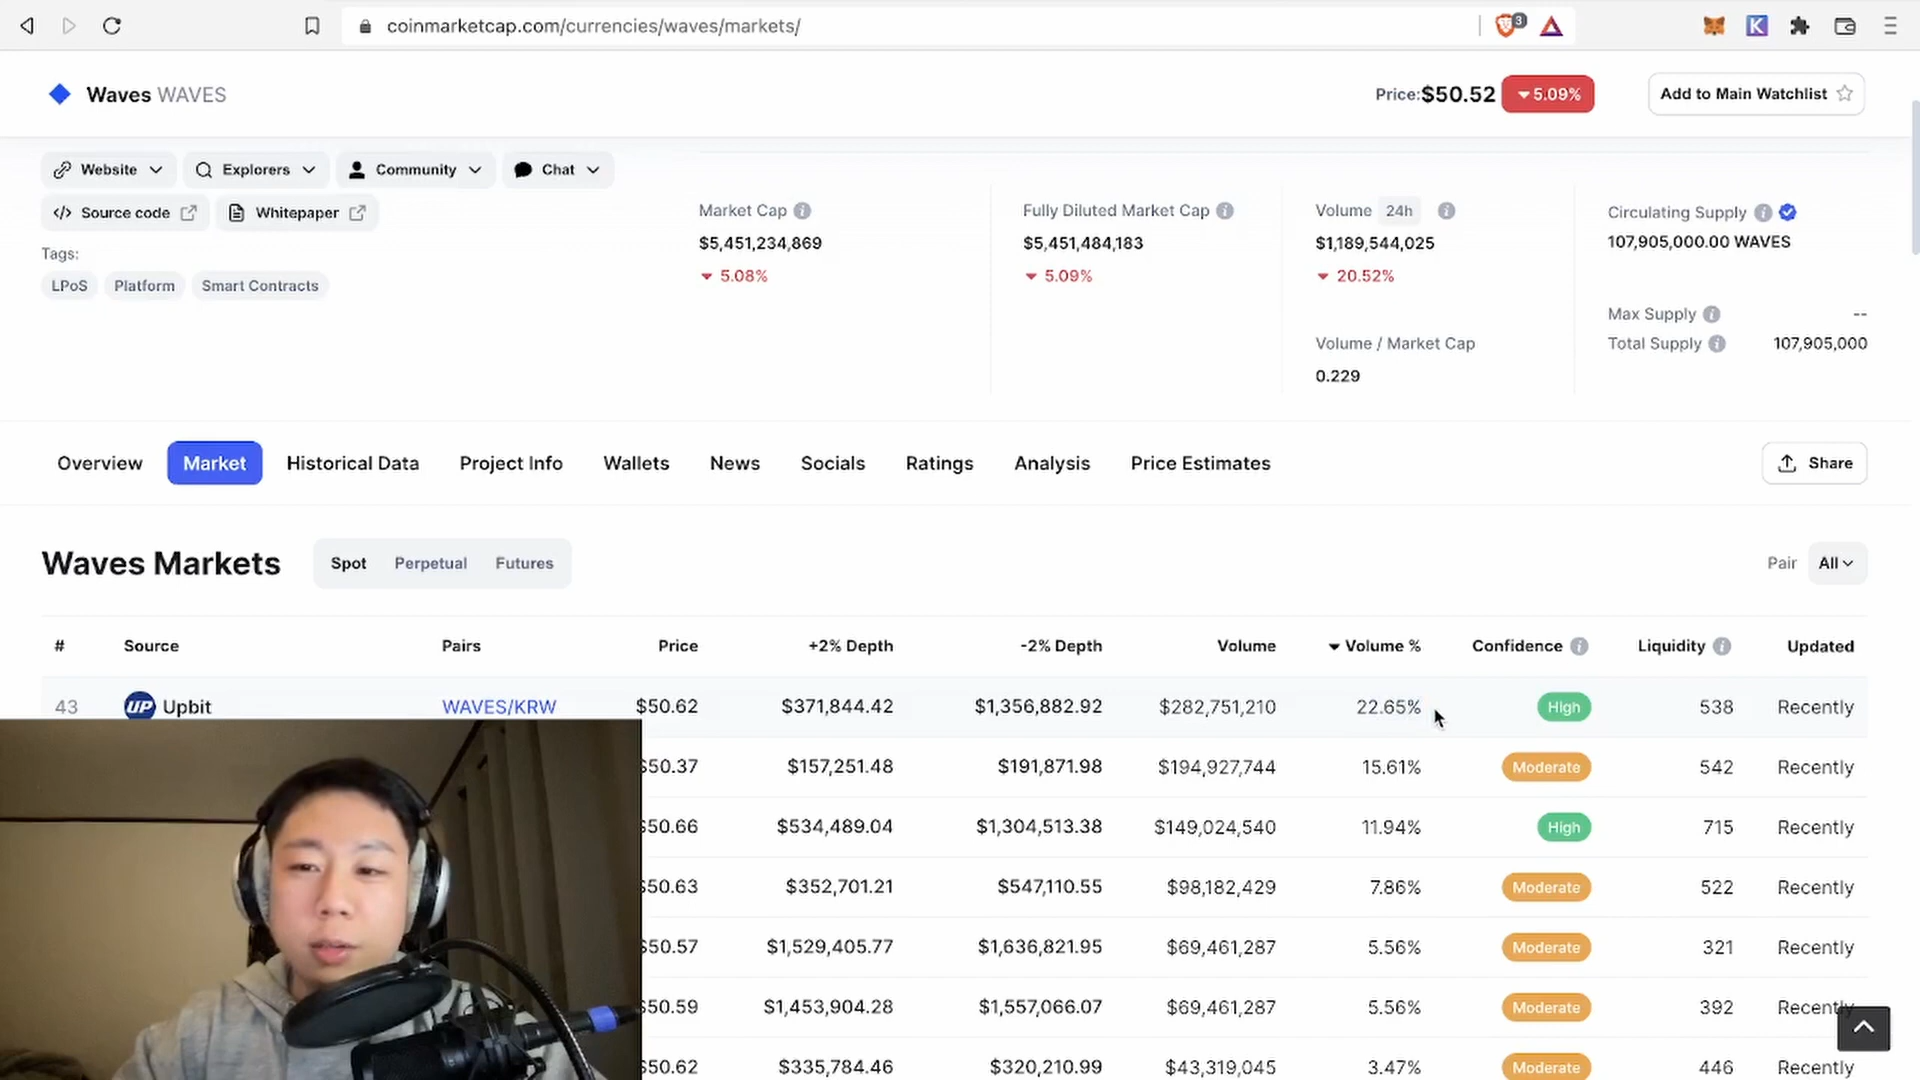 coinmarketcap.com/currencies/waves/markets/
3
K
Waves WAVES
Price:$50.52
5.09%
Add to Main Watchlist
Website
Explorers
Community
Chat
Source code
Whitepaper
Tags:
LPoS
Platform
Smart Contracts
Market Cap
$5,451,234,869
5.08%
Fully Diluted Market Cap
$5,451,484,183
5.09%
Volume 24h
$1,189,544,025
20.52%
Volume / Market Cap
0.229
Circulating Supply
107,905,000.00 WAVES
Max Supply --
Total Supply 107,905,000
Overview Market Historical Data Project Info Wallets News Socials Ratings Analysis Price Estimates
Share
Waves Markets
Spot Perpetual Futures
Pair All
# Source Pairs Price +2% Depth -2% Depth Volume Volume % Confidence Liquidity Updated
43 UP Upbit WAVES/KRW $50.62 $371,844.42 $1,356,882.92 $282,751,210 22.65% High 538 Recently
$50.37 $157,251.48 $191,871.98 $194,927,744 15.61% Moderate 542 Recently
$50.66 $534,489.04 $1,304,513.38 $149,024,540 11.94% High 715 Recently
$50.63 $352,701.21 $547,110.55 $98,182,429 7.86% Moderate 522 Recently
$50.57 $1,529,405.77 $1,636,821.95 $69,461,287 5.56% Moderate 321 Recently
$50.59 $1,453,904.28 $1,557,066.07 $69,461,287 5.56% Moderate 392 Recently
$50.62 $335,784.46 $320,210.99 $43,319,045 3.47% Moderate 446 Recently